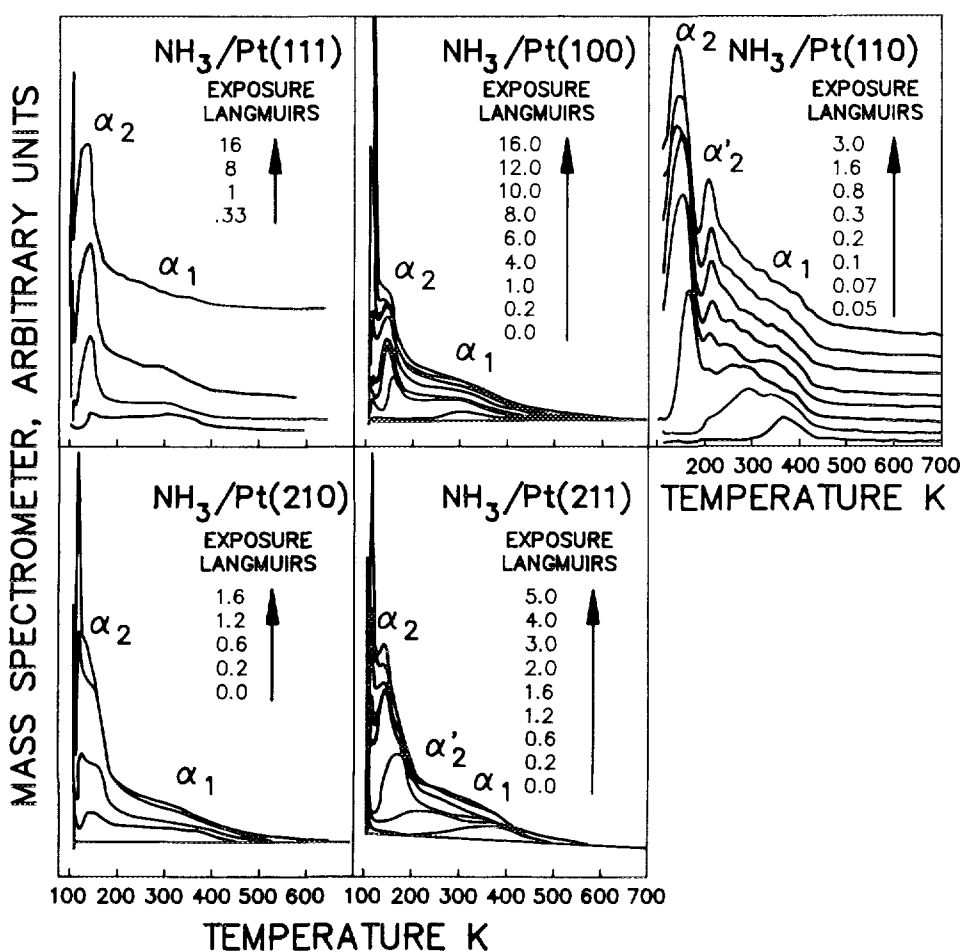 MASS SPECTROMETER, ARBITRARY UNITS
NH3/Pt(111)
EXPOSURE
LANGMUIRS
16
8
1
.33
α2
α1
NH3/Pt(100)
EXPOSURE
LANGMUIRS
16.0
12.0
10.0
8.0
6.0
4.0
1.0
0.2
0.0
α2
α1
α2
NH3/Pt(110)
EXPOSURE
LANGMUIRS
3.0
1.6
0.8
0.3
0.2
0.1
0.07
0.05
α'2
α1
200 300 400 500 600 700
TEMPERATURE K
NH3/Pt(210)
EXPOSURE
LANGMUIRS
1.6
1.2
0.6
0.2
0.0
α2
α1
NH3/Pt(211)
EXPOSURE
LANGMUIRS
5.0
4.0
3.0
2.0
1.6
1.2
0.6
0.2
0.0
α2
α'2
α1
100 200 300 400 500 600
100 200 300 400 500 600 700
TEMPERATURE K